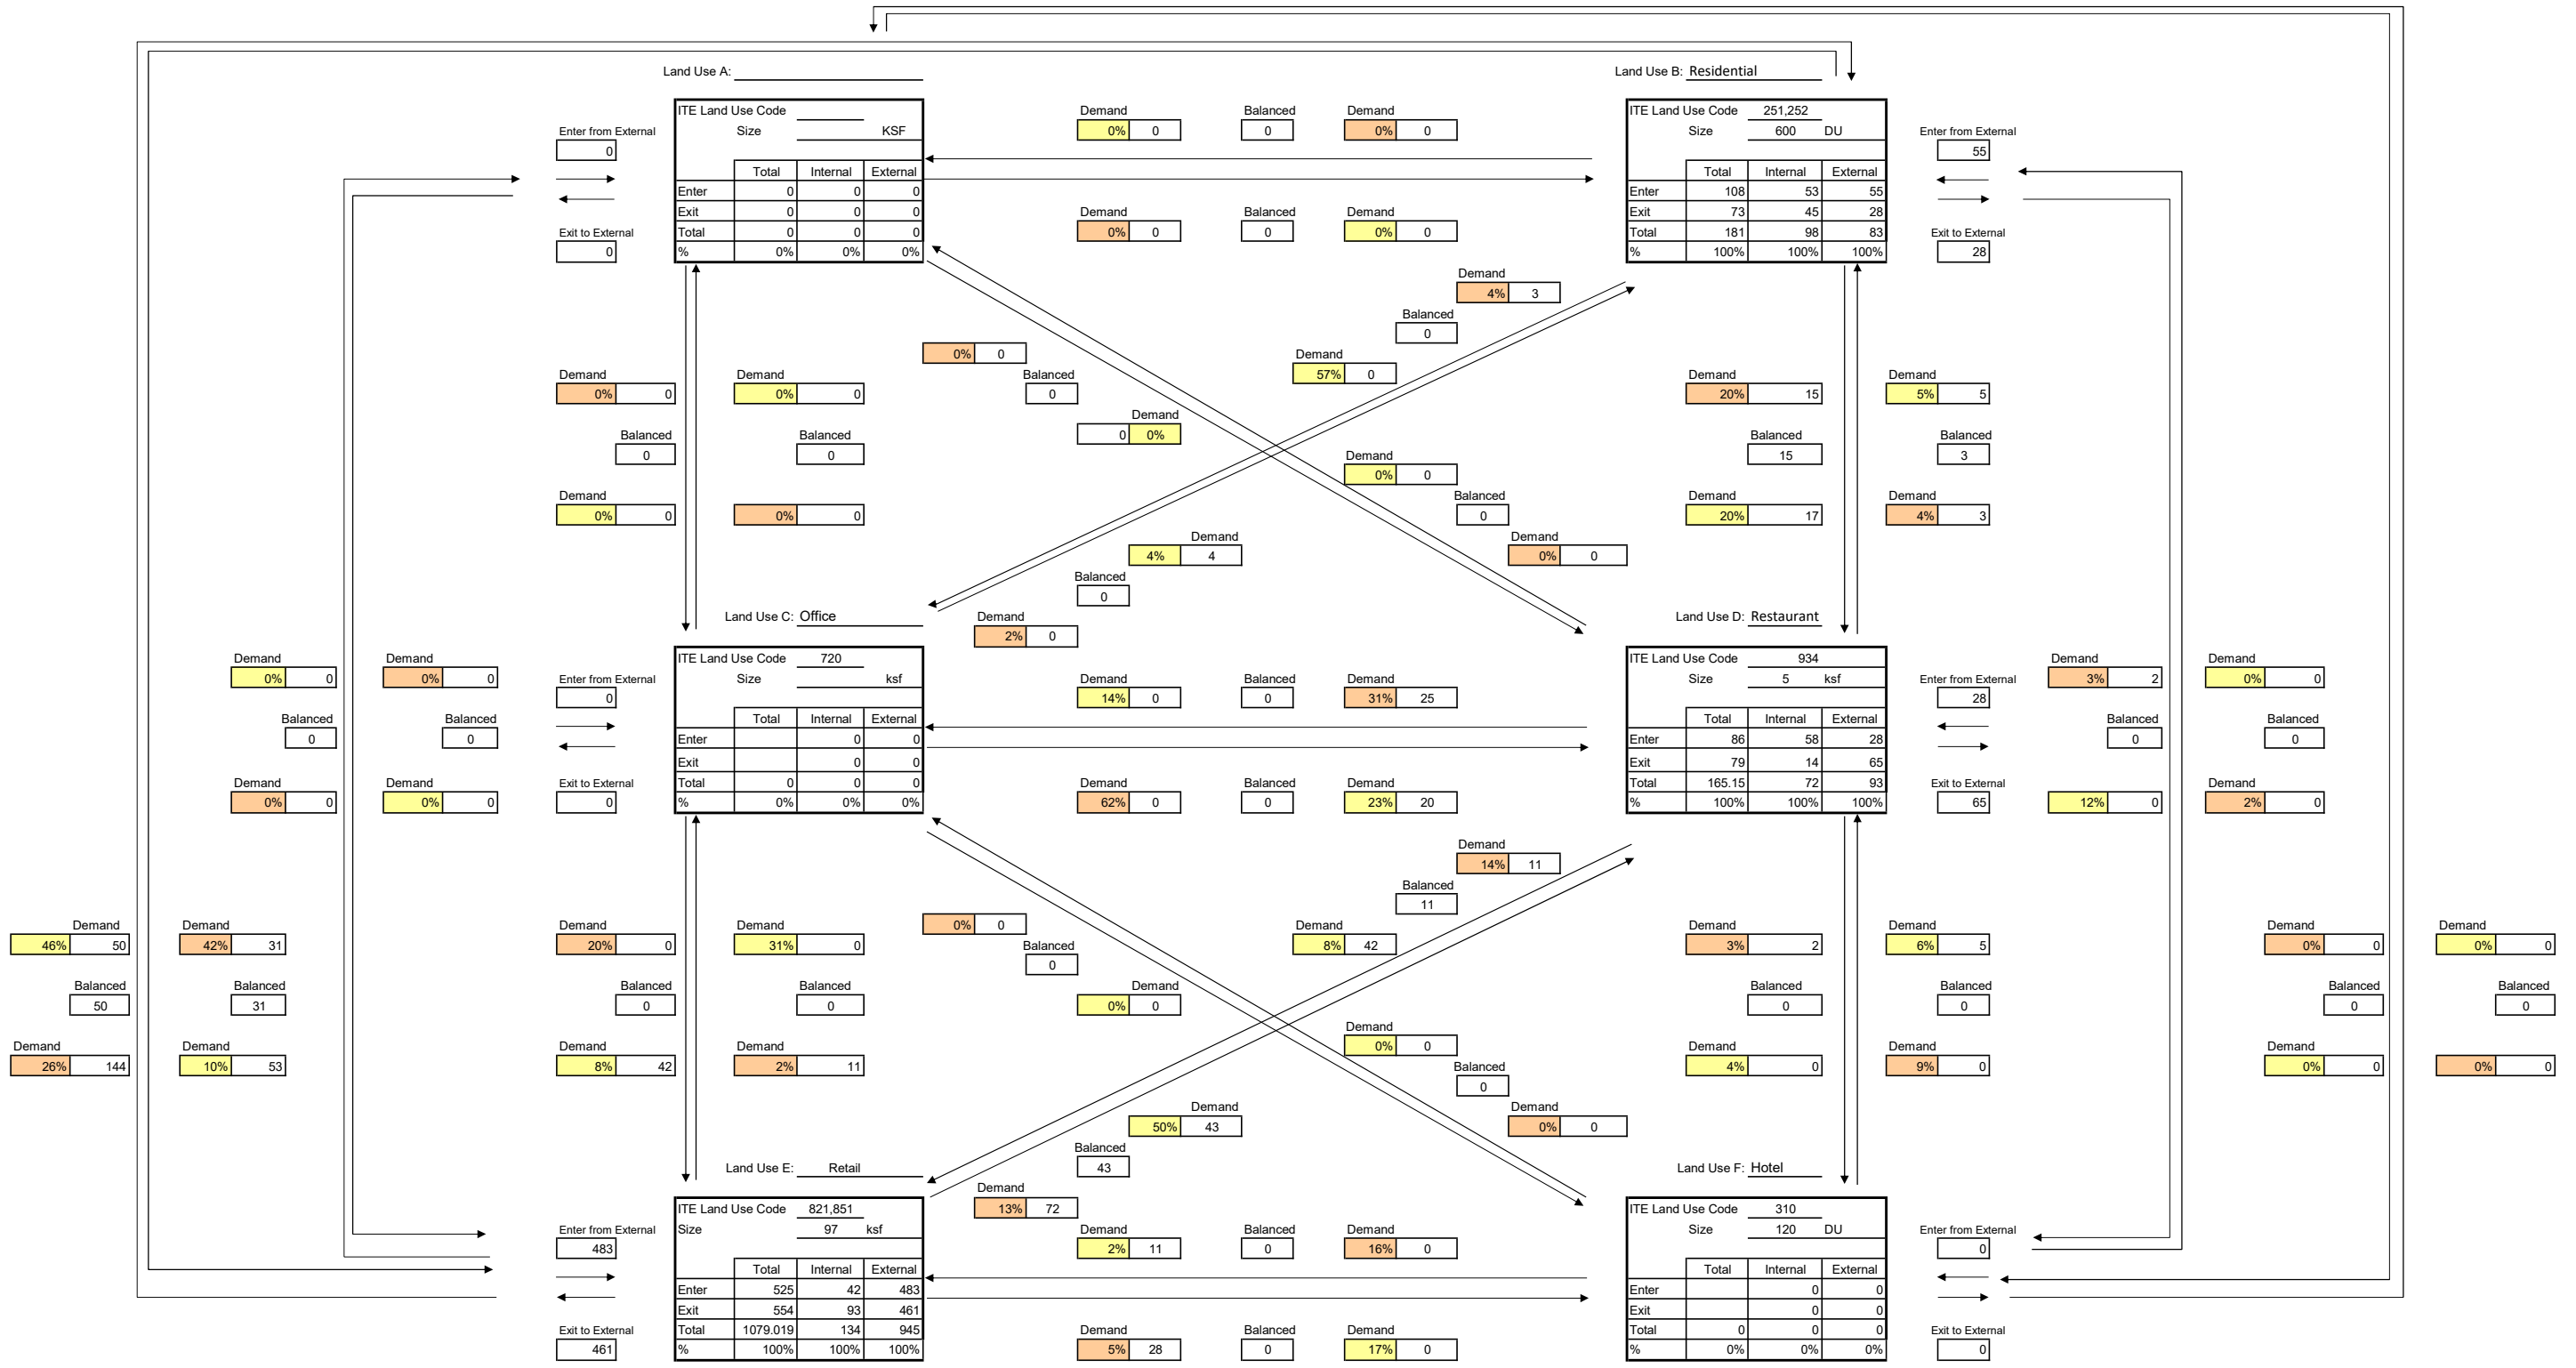 Land Use A:
Land Use B: Residential
ITE Land Use Code
Size KSF
Total Internal External
Enter 0 0 0
Exit 0 0 0
Total 0 0 0
% 0% 0% 0%
Enter from External
0
Exit to External
0
Demand Balanced Demand
0% 0 0 0% 0
Demand Balanced Demand
0% 0 0 0% 0
ITE Land Use Code 251,252
Size 600 DU
Total Internal External
Enter 108 53 55
Exit 73 45 28
Total 181 98 83
% 100% 100% 100%
Enter from External
55
Exit to External
28
Demand
4% 3
Balanced
0
Demand
57% 0
0% 0
Balanced
0
Demand
0 0%
Demand Demand
0% 0 0% 0
Balanced Balanced
0 0
Demand
0% 0 0% 0
Demand
0% 0
Balanced
0
Demand
0% 0
Demand Demand
20% 15 5% 5
Balanced Balanced
15 3
Demand Demand
20% 17 4% 3
Demand
4% 4
Balanced
0
Demand
2% 0
Land Use C: Office
Land Use D: Restaurant
Demand Demand
0% 0 0% 0
Balanced Balanced
0 0
Demand Demand
0% 0 0% 0
Enter from External
0
Exit to External
0
ITE Land Use Code 720
Size ksf
Total Internal External
Enter 0 0
Exit 0 0
Total 0 0 0
% 0% 0% 0%
Demand Balanced Demand
14% 0 0 31% 25
Demand Balanced Demand
62% 0 0 23% 20
ITE Land Use Code 934
Size 5 ksf
Total Internal External
Enter 86 58 28
Exit 79 14 65
Total 165.15 72 93
% 100% 100% 100%
Enter from External
28
Exit to External
65
Demand Demand
3% 2 0% 0
Balanced Balanced
0 0
Demand
12% 0 2% 0
Demand
14% 11
Balanced
11
Demand
8% 42
Demand Demand
46% 50 42% 31
Balanced Balanced
50 31
Demand Demand
26% 144 10% 53
Demand Demand
20% 0 31% 0
Balanced Balanced
0 0
Demand Demand
8% 42 2% 11
0% 0
Balanced
0
Demand
0% 0
Demand
0% 0
Balanced
0
Demand
0% 0
Demand Demand
3% 2 6% 5
Balanced Balanced
0 0
Demand Demand
4% 0 9% 0
Demand Demand
0% 0 0% 0
Balanced Balanced
0 0
Demand
0% 0 0% 0
Demand
50% 43
Balanced
43
Demand
13% 72
Land Use E: Retail
Land Use F: Hotel
Enter from External
483
Exit to External
461
ITE Land Use Code 821,851
Size 97 ksf
Total Internal External
Enter 525 42 483
Exit 554 93 461
Total 1079.019 134 945
% 100% 100% 100%
Demand Balanced Demand
2% 11 0 16% 0
Demand Balanced Demand
5% 28 0 17% 0
ITE Land Use Code 310
Size 120 DU
Total Internal External
Enter 0 0
Exit 0 0
Total 0 0 0
% 0% 0% 0%
Enter from External
0
Exit to External
0